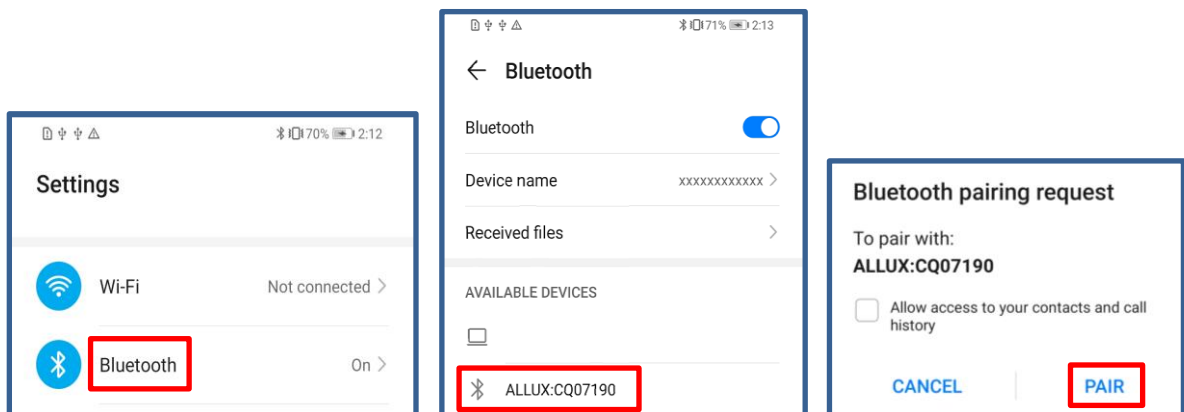 70% 2:12
Settings
Wi-Fi Not connected
Bluetooth On
71% 2:13
Bluetooth
Bluetooth
Device name xxxxxxxxxxxx
Received files
AVAILABLE DEVICES
ALLUX:CQ07190
Bluetooth pairing request
To pair with:
ALLUX:CQ07190
Allow access to your contacts and call
history
CANCEL PAIR